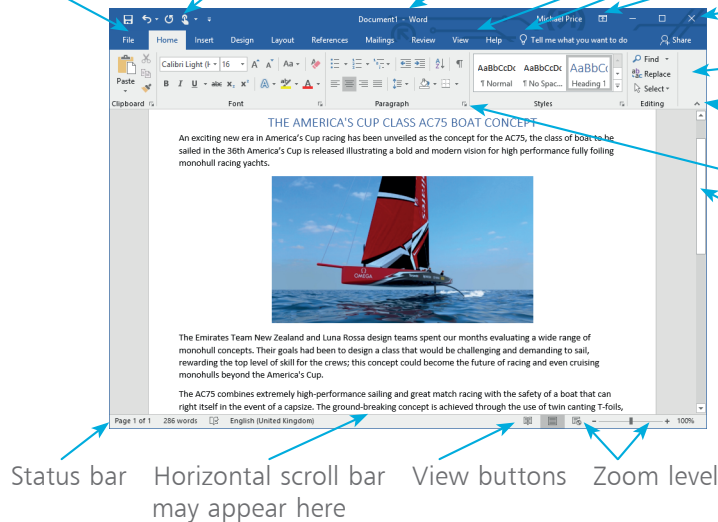 Document1 - Word Michael Price
File Home Insert Design Layout References Mailings Review View Help Tell me what you want to do Share
Calibri Light (H 16 A A Aa A Find
AaBbCcDc AaBbCcDc AaBbCc Replace
Paste B I U abc x₂ x² A ab A ¶ Normal ¶ No Spac... Heading 1 Select
Clipboard Font Paragraph Styles Editing
THE AMERICA'S CUP CLASS AC75 BOAT CONCEPT
An exciting new era in America's Cup racing has been unveiled as the concept for the AC75, the class of boat to be
sailed in the 36th America's Cup is released illustrating a bold and modern vision for high performance fully foiling
monohull racing yachts.
OMEGA
The Emirates Team New Zealand and Luna Rossa design teams spent our months evaluating a wide range of
monohull concepts. Their goals had been to design a class that would be challenging and demanding to sail,
rewarding the top level of skill for the crews; this concept could become the future of racing and even cruising
monohulls beyond the America's Cup.
The AC75 combines extremely high-performance sailing and great match racing with the safety of a boat that can
right itself in the event of a capsize. The ground-breaking concept is achieved through the use of twin canting T-foils,
Page 1 of 1 286 words English (United Kingdom) - + 100%
Status bar Horizontal scroll bar View buttons Zoom level
may appear here